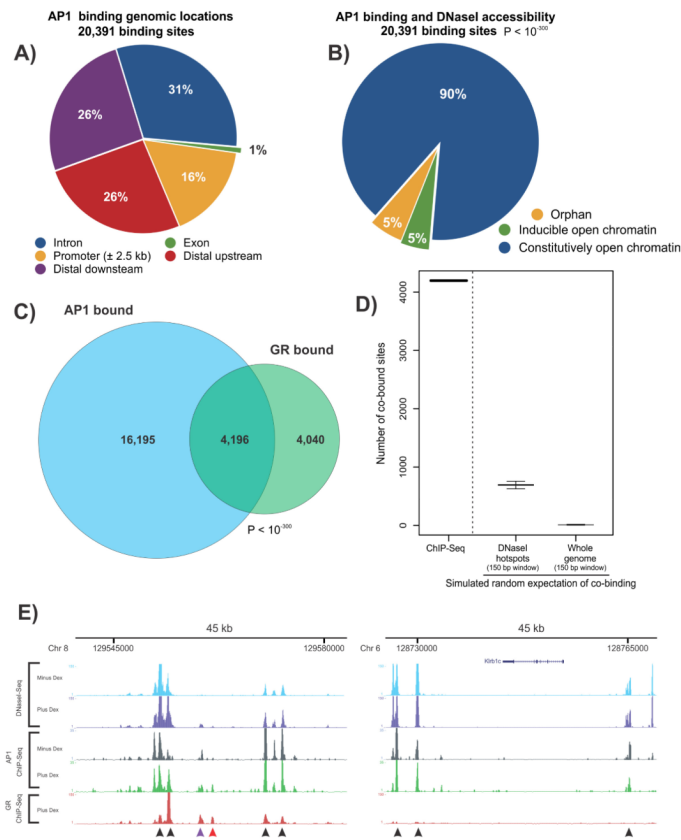 AP1 binding genomic locations
20,391 binding sites
A)
31%
1%
16%
26%
26%
Intron
Exon
Promoter (± 2.5 kb)
Distal upstream
Distal downsteam
AP1 binding and DNaseI accessibility
20,391 binding sites P < 10-300
B)
90%
5%
5%
Orphan
Inducible open chromatin
Constitutively open chromatin
C)
AP1 bound
GR bound
16,195
4,196
4,040
P < 10-300
D)
Number of co-bound sites
4000
3000
2000
1000
0
ChIP-Seq
DNaseI
hotspots
(150 bp window)
Whole
genome
(150 bp window)
Simulated random expectation of co-binding
E)
45 kb
Chr 8
129545000
129580000
45 kb
Chr 6
128730000
128765000
Klrb1c
DNaseI-Seq
Minus Dex
Plus Dex
AP1
ChIP-Seq
Minus Dex
Plus Dex
GR
ChIP-Seq
Plus Dex